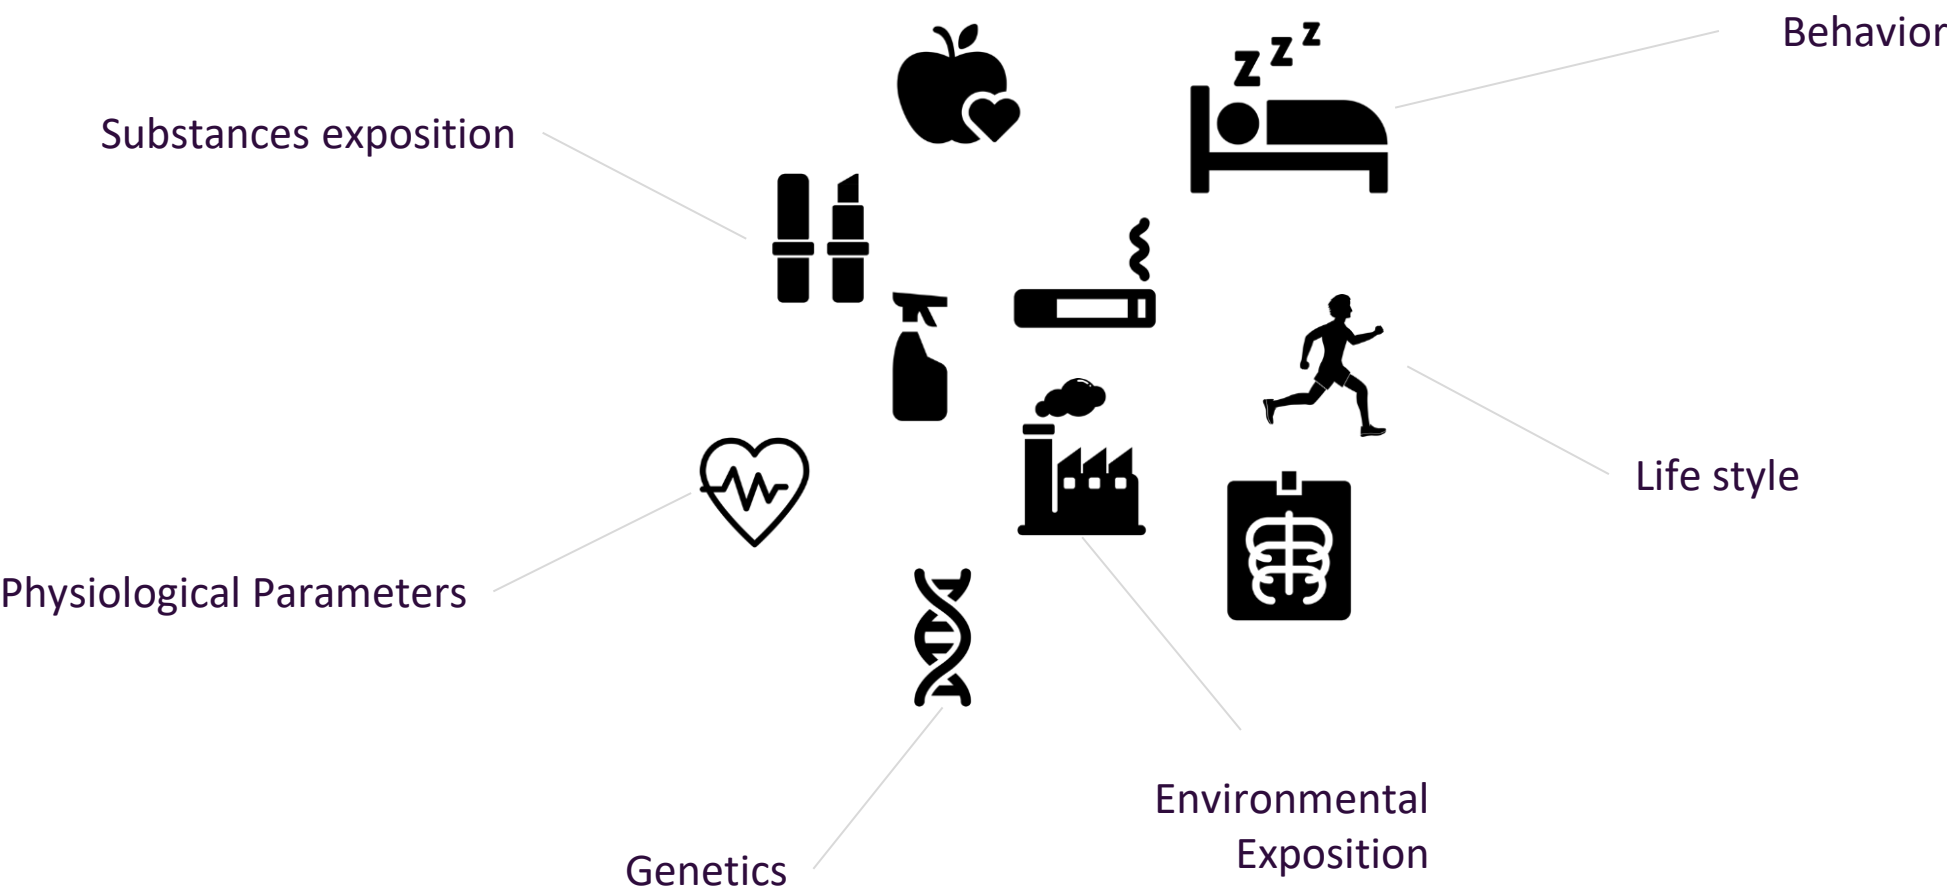 Behavior
z z z
Substances exposition
Life style
Physiological Parameters
Environmental
Exposition
Genetics